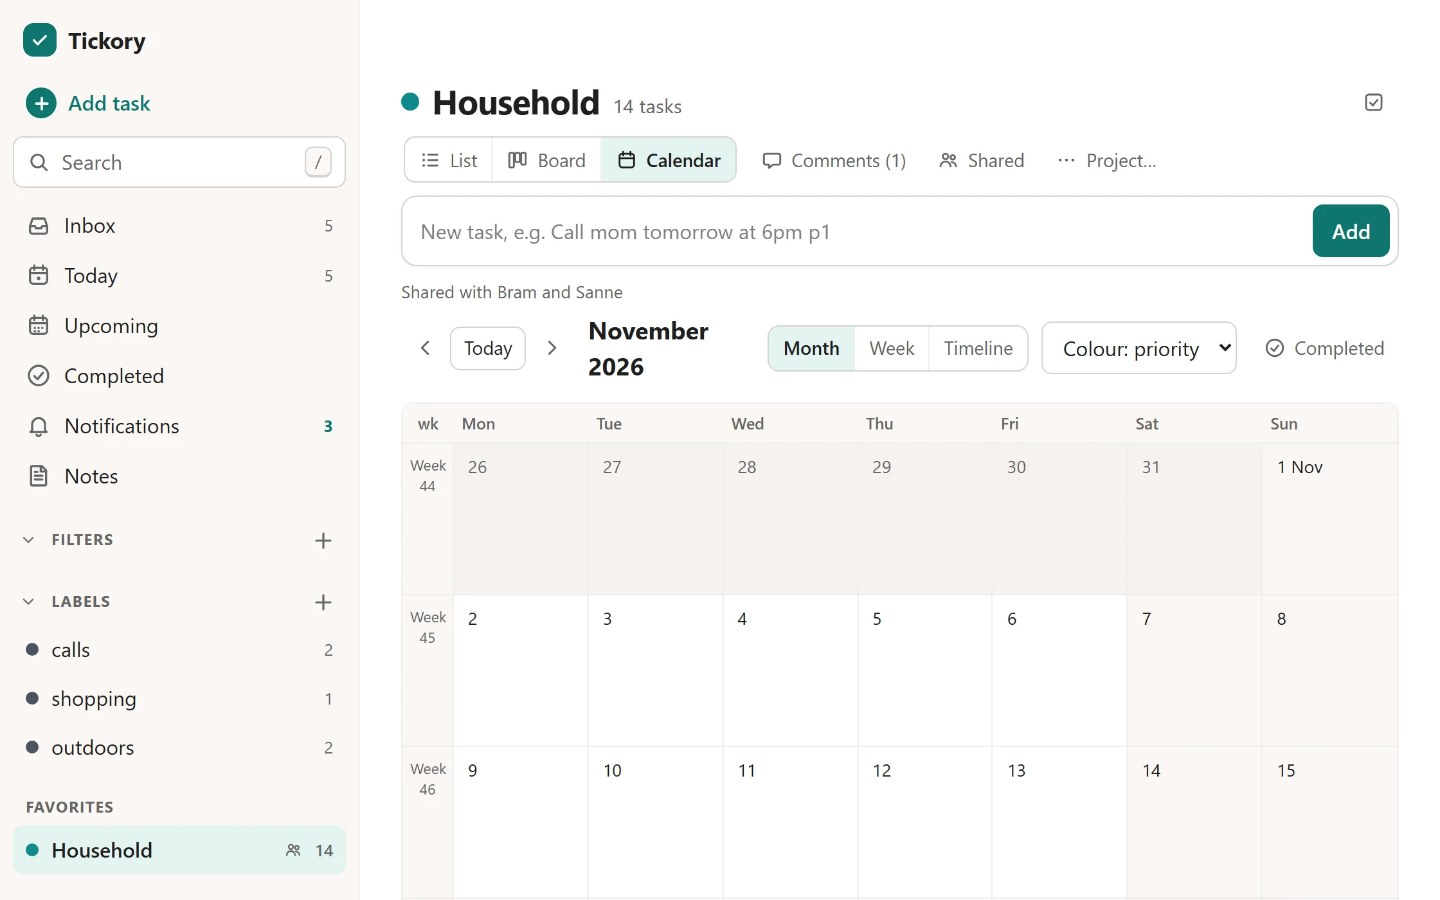 Tickory
Add task
Search /
Inbox 5
Today 5
Upcoming
Completed
Notifications 3
Notes
FILTERS
LABELS
calls 2
shopping 1
outdoors 2
FAVORITES
Household 14
Household 14 tasks
List Board Calendar Comments (1) Shared Project...
New task, e.g. Call mom tomorrow at 6pm p1 Add
Shared with Bram and Sanne
Today
November
2026
Month Week Timeline Colour: priority Completed
wk Mon Tue Wed Thu Fri Sat Sun
Week
44
26 27 28 29 30 31 1 Nov
Week
45
2 3 4 5 6 7 8
Week
46
9 10 11 12 13 14 15